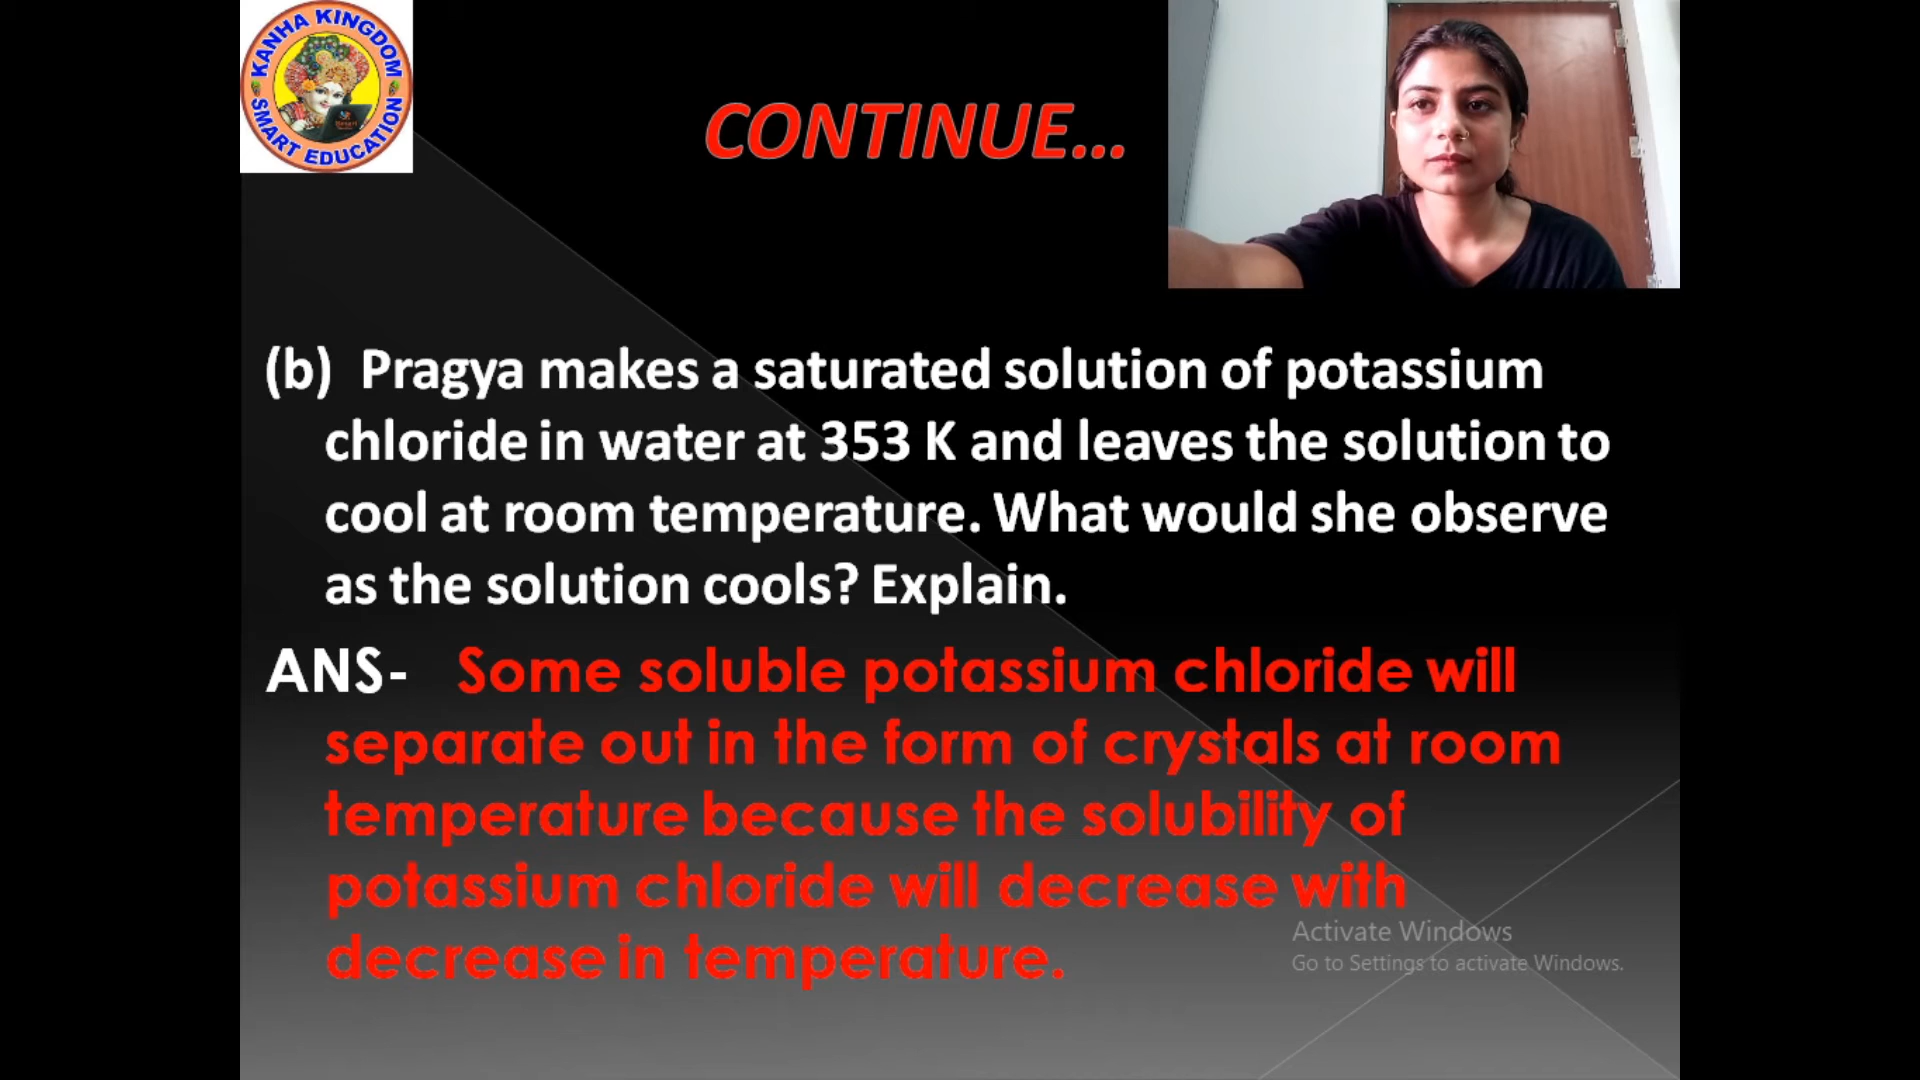 KANHA KINGDOM
SMART EDUCATION
CONTINUE...
(b) Pragya makes a saturated solution of potassium
chloride in water at 353 K and leaves the solution to
cool at room temperature. What would she observe
as the solution cools? Explain.
ANS- Some soluble potassium chloride will
separate out in the form of crystals at room
temperature because the solubility of
potassium chloride will decrease with
decrease in temperature.
Activate Windows
Go to Settings to activate Windows.